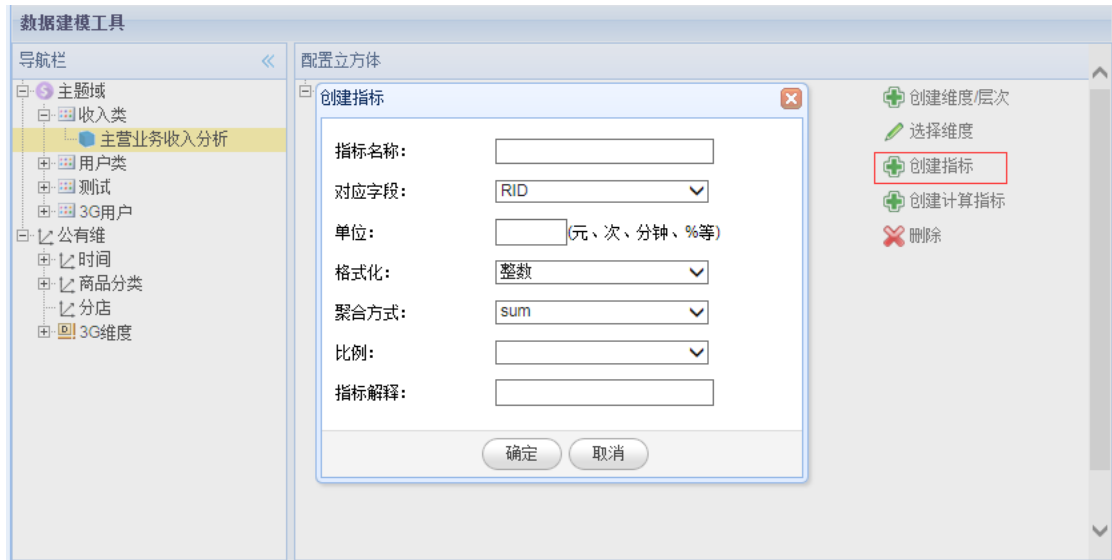 数据建模工具
导航栏
主题域
收入类
主营业务收入分析
用户类
测试
3G用户
公有维
时间
商品分类
分店
3G维度
配置立方体
创建指标
指标名称：
对应字段： RID
单位： (元、次、分钟、%等)
格式化： 整数
聚合方式： sum
比例：
指标解释：
确定 取消
创建维度/层次
选择维度
创建指标
创建计算指标
删除